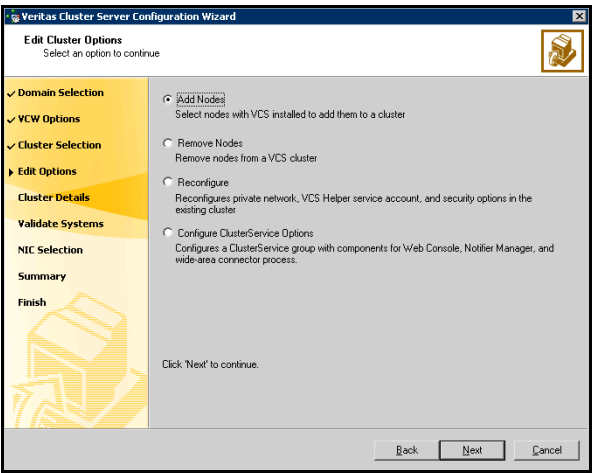 Veritas Cluster Server Configuration Wizard
Edit Cluster Options
Select an option to continue
Domain Selection
VCW Options
Cluster Selection
Edit Options
Cluster Details
Validate Systems
NIC Selection
Summary
Finish
Add Nodes
Select nodes with VCS installed to add them to a cluster
Remove Nodes
Remove nodes from a VCS cluster
Reconfigure
Reconfigures private network, VCS Helper service account, and security options in the
existing cluster
Configure ClusterService Options
Configures a ClusterService group with components for Web Console, Notifier Manager, and
wide-area connector process.
Click 'Next' to continue.
Back
Next
Cancel